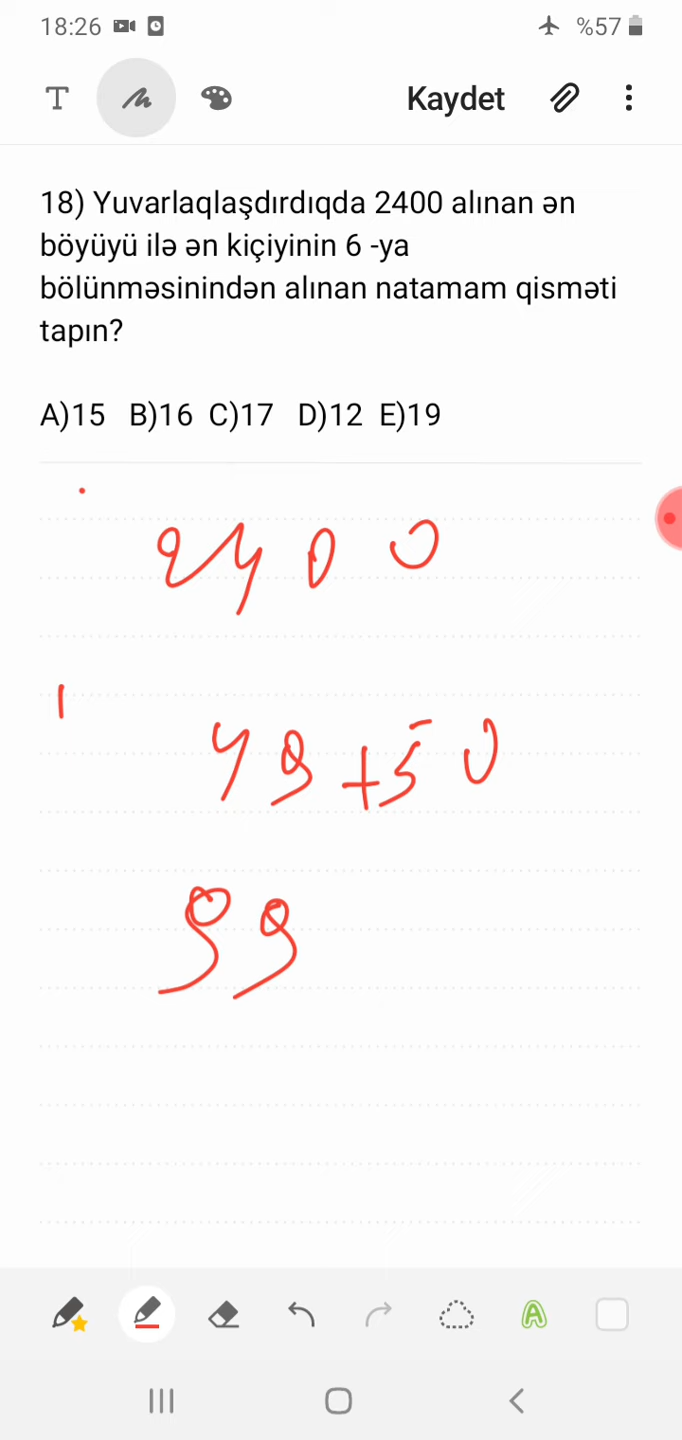 18:26 %57
Kaydet
18) Yuvarlaqlaşdırdıqda 2400 alınan ən
böyüyü ilə ən kiçiyinin 6 -ya
bölünməsinindən alınan natamam qisməti
tapın?
A)15 B)16 C)17 D)12 E)19
2400
49+50
99